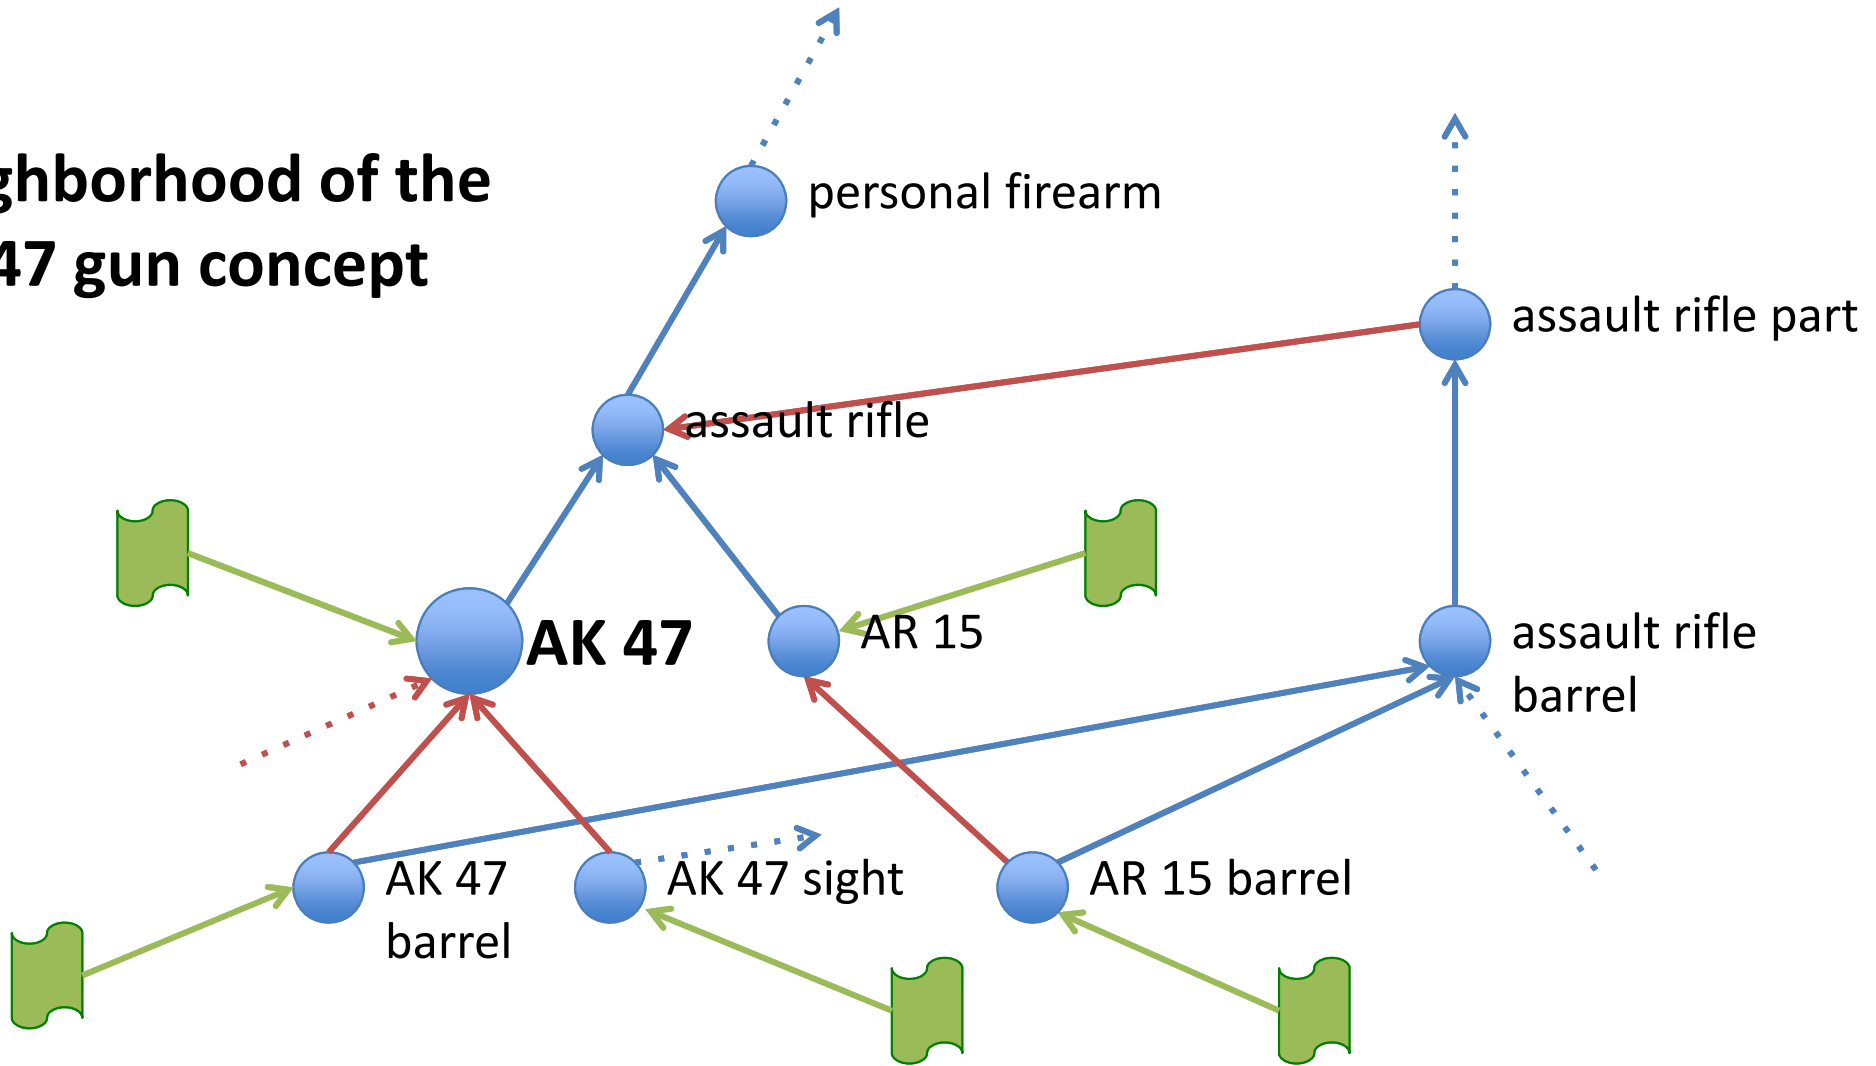 ghborhood of the
47 gun concept
personal firearm
assault rifle part
assault rifle
AK 47
AR 15
assault rifle
barrel
AK 47
barrel
AK 47 sight
AR 15 barrel